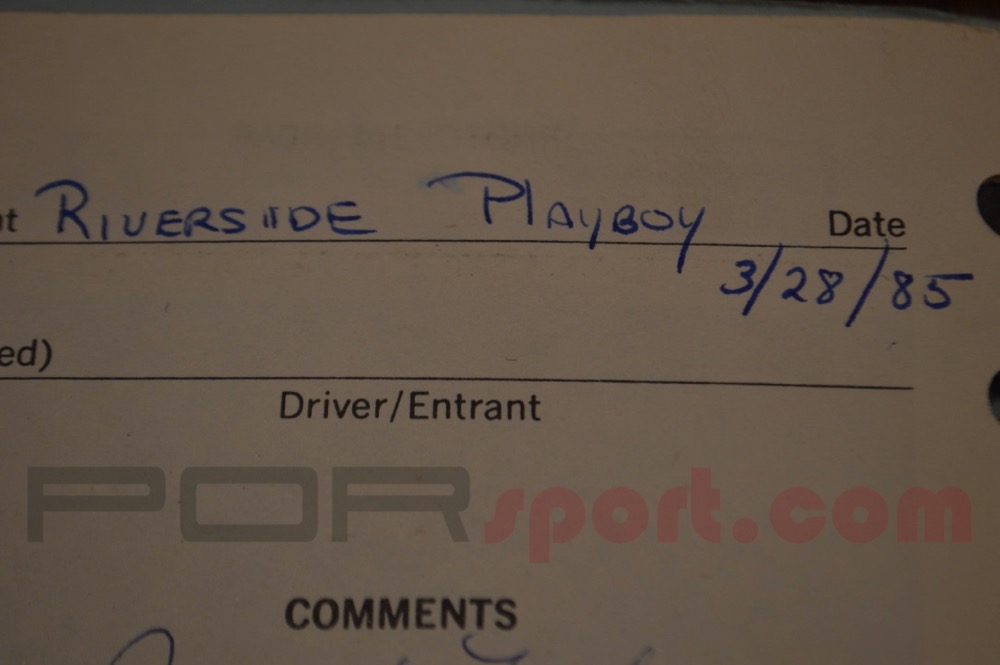 t RIVERSIDE PlAYBOY Date
3/28/85
ed)
Driver/Entrant
PORsport.com
COMMENTS